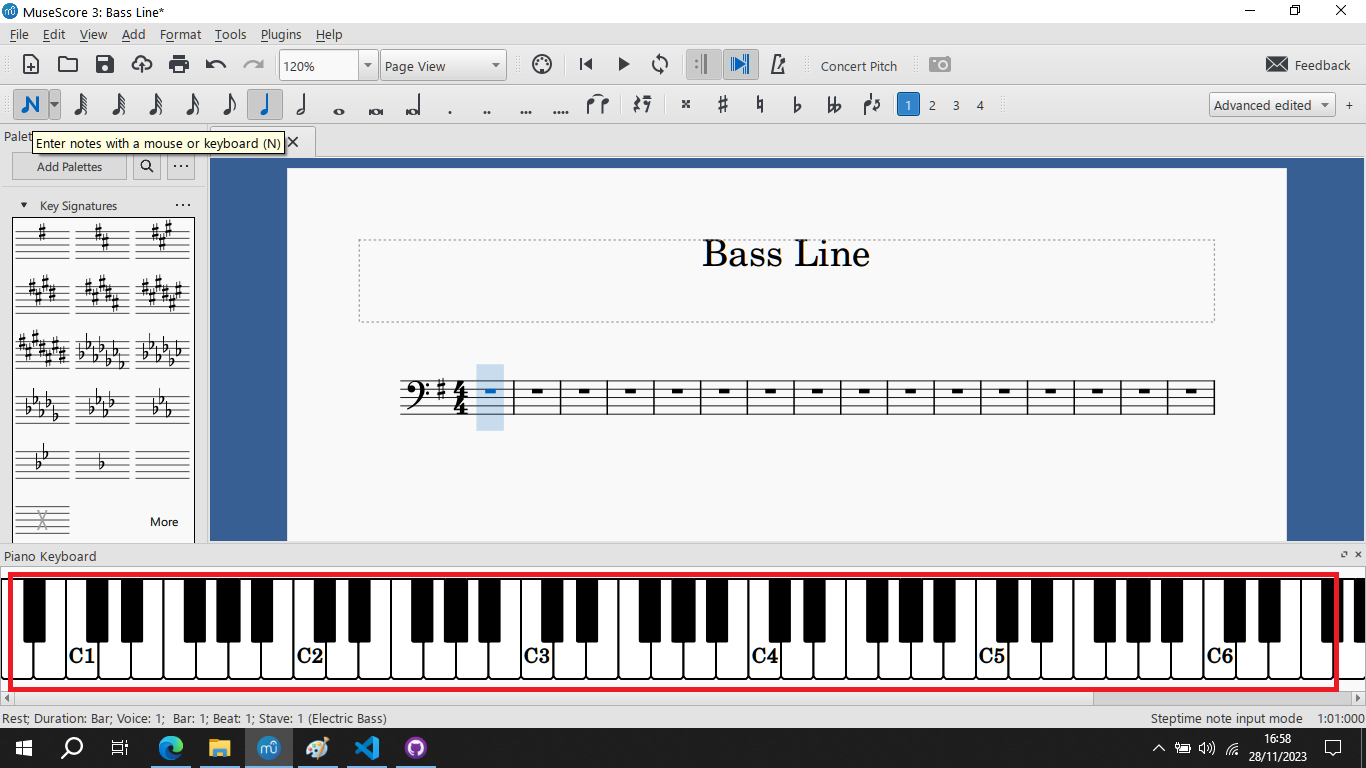 MuseScore 3: Bass Line*
File Edit View Add Format Tools Plugins Help
120% Page View Concert Pitch Feedback
N 1 2 3 4 Advanced edited +
Palet
Enter notes with a mouse or keyboard (N)
Add Palettes
Key Signatures
More
Bass Line
4
4
Piano Keyboard
C1 C2 C3 C4 C5 C6
Rest; Duration: Bar; Voice: 1; Bar: 1; Beat: 1; Stave: 1 (Electric Bass) Steptime note input mode 1:01:000
16:58
28/11/2023